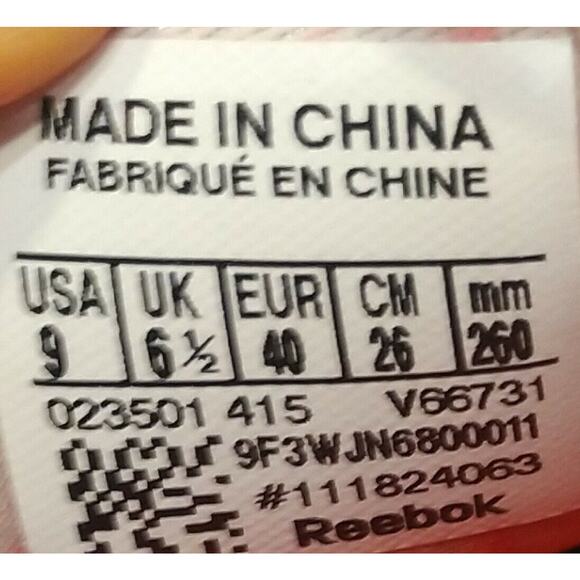 MADE IN CHINA
FABRIQUÉ EN CHINE
USA UK EUR CM mm
9 6½ 40 26 260
023501 415 V66731
9F3WJN6800011
#111824063
Reebok